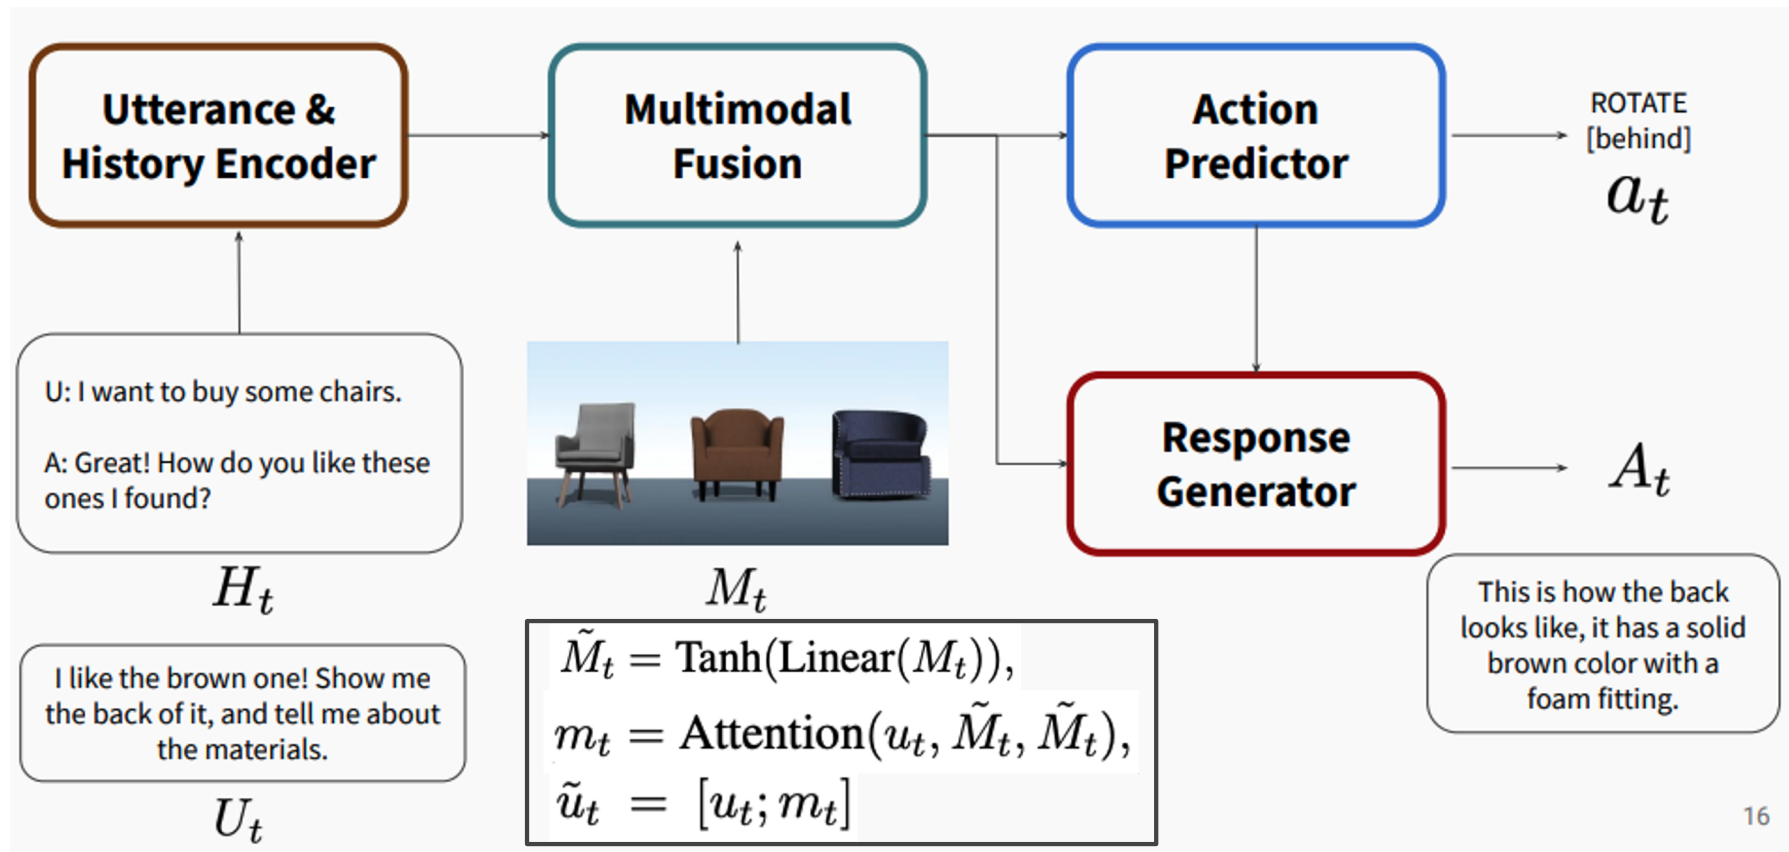 Utterance &
History Encoder
Multimodal
Fusion
Action
Predictor
ROTATE
[behind]
a_t
U: I want to buy some chairs.
A: Great! How do you like these
ones I found?
H_t
I like the brown one! Show me
the back of it, and tell me about
the materials.
U_t
M_t
M̃_t = Tanh(Linear(M_t)),
m_t = Attention(u_t, M̃_t, M̃_t),
ũ_t = [u_t; m_t]
Response
Generator
A_t
This is how the back
looks like, it has a solid
brown color with a
foam fitting.
16